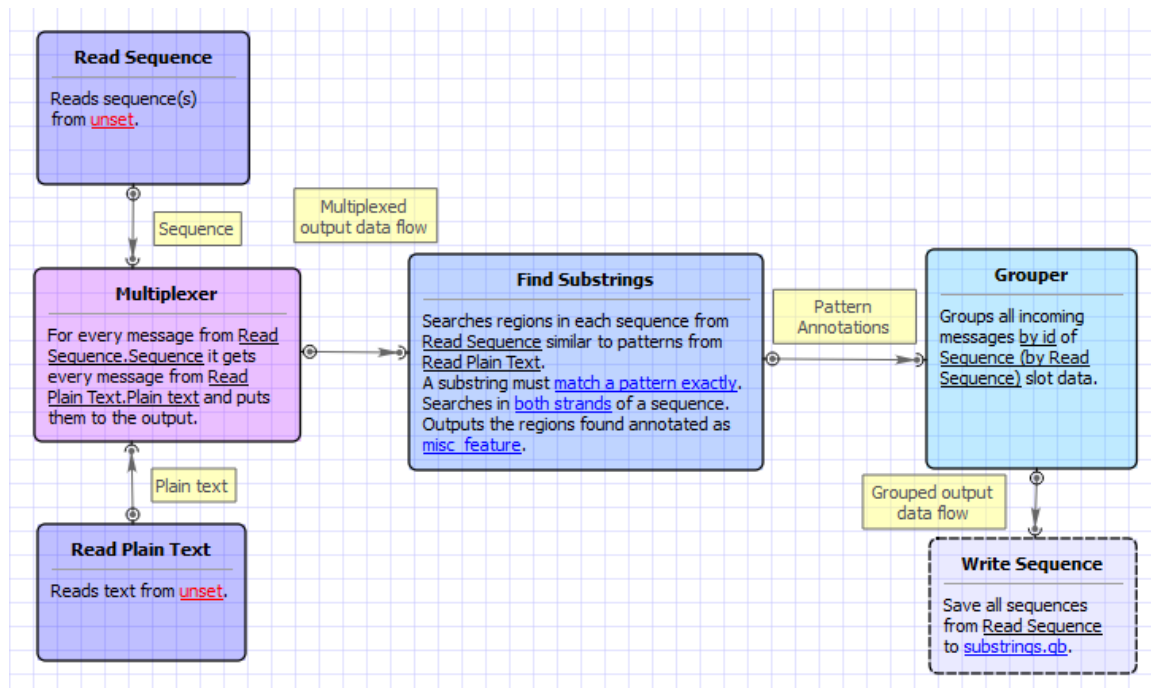 Read Sequence
Reads sequence(s)
from unset.
Sequence
Multiplexed
output data flow
Multiplexer
For every message from Read
Sequence.Sequence it gets
every message from Read
Plain Text.Plain text and puts
them to the output.
Plain text
Read Plain Text
Reads text from unset.
Find Substrings
Searches regions in each sequence from
Read Sequence similar to patterns from
Read Plain Text.
A substring must match a pattern exactly.
Searches in both strands of a sequence.
Outputs the regions found annotated as
misc_feature.
Pattern
Annotations
Grouper
Groups all incoming
messages by id of
Sequence (by Read
Sequence) slot data.
Grouped output
data flow
Write Sequence
Save all sequences
from Read Sequence
to substrings.gb.